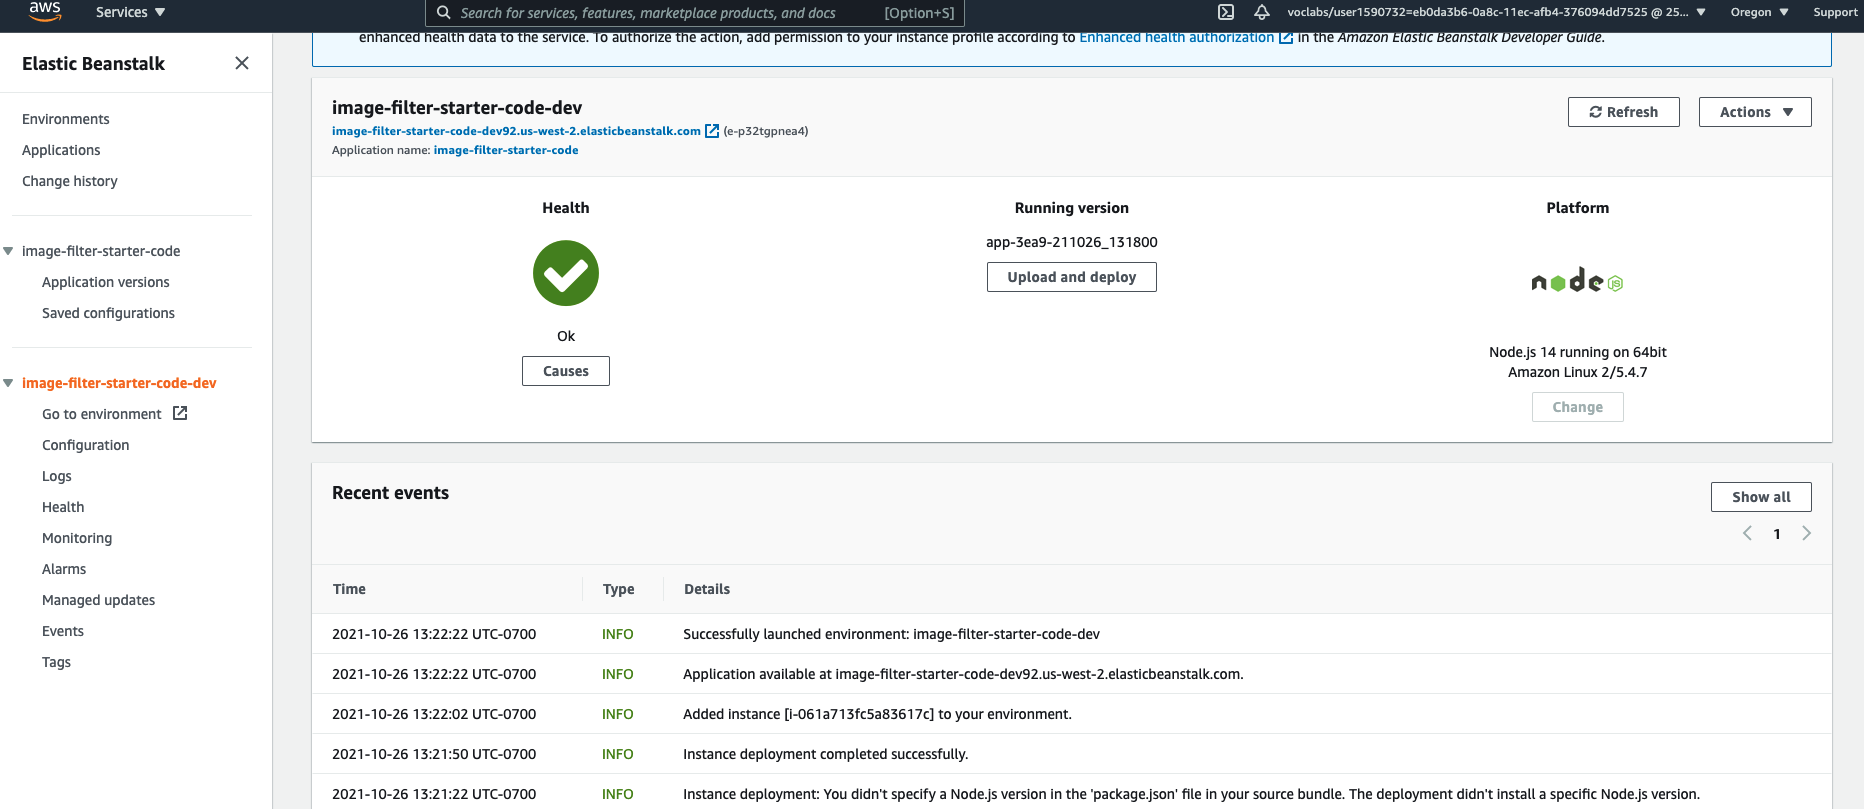 aws
Services ▼
Search for services, features, marketplace products, and docs
[Option+S]
voclabs/user1590732=eb0da3b6-0a8c-11ec-afb4-376094dd7525 @ 25... ▼
Oregon ▼
Support
Elastic Beanstalk
Environments
Applications
Change history
image-filter-starter-code
Application versions
Saved configurations
image-filter-starter-code-dev
Go to environment
Configuration
Logs
Health
Monitoring
Alarms
Managed updates
Events
Tags
enhanced health data to the service. To authorize the action, add permission to your instance profile according to Enhanced health authorization in the Amazon Elastic Beanstalk Developer Guide.
image-filter-starter-code-dev
image-filter-starter-code-dev92.us-west-2.elasticbeanstalk.com (e-p32tgpnea4)
Application name: image-filter-starter-code
Refresh
Actions ▼
Health
Ok
Causes
Running version
app-3ea9-211026_131800
Upload and deploy
Platform
node
JS
Node.js 14 running on 64bit
Amazon Linux 2/5.4.7
Change
Recent events
Show all
1
Time Type Details
2021-10-26 13:22:22 UTC-0700 INFO Successfully launched environment: image-filter-starter-code-dev
2021-10-26 13:22:22 UTC-0700 INFO Application available at image-filter-starter-code-dev92.us-west-2.elasticbeanstalk.com.
2021-10-26 13:22:02 UTC-0700 INFO Added instance [i-061a713fc5a83617c] to your environment.
2021-10-26 13:21:50 UTC-0700 INFO Instance deployment completed successfully.
2021-10-26 13:21:22 UTC-0700 INFO Instance deployment: You didn't specify a Node.js version in the 'package.json' file in your source bundle. The deployment didn't install a specific Node.js version.